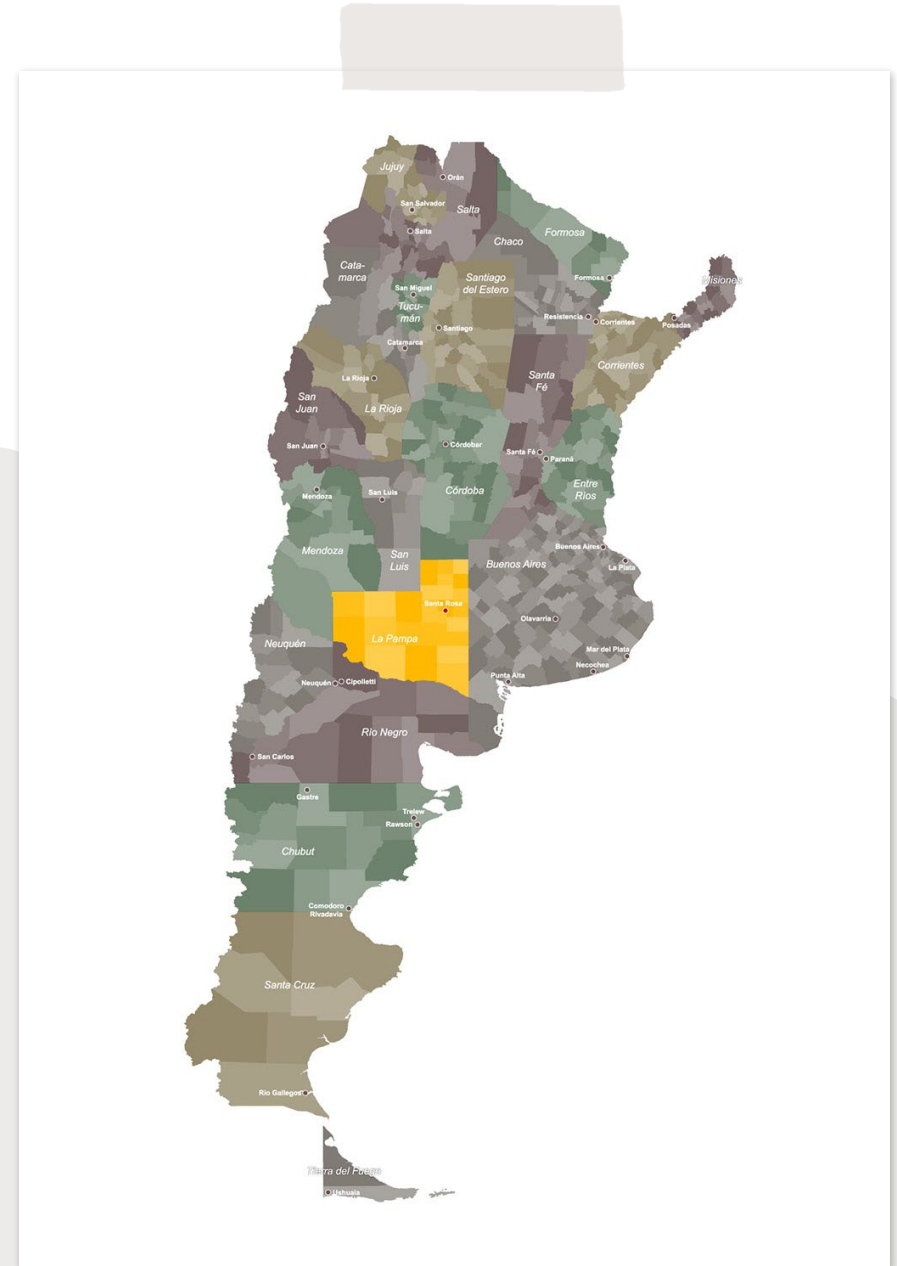 Jujuy
Orán
San Salvador
Salta
Salta
Formosa
Chaco
Cata-
marca
Santiago
del Estero
Formosa
Misiones
San Miguel
Tucu-
mán
Resistencia
Corrientes
Posadas
Santiago
Catamarca
Corrientes
La Rioja
Santa
Fé
San
Juan
La Rioja
San Juan
Córdobar
Santa Fé
Paraná
Mendoza
San Luis
Córdoba
Entre
Rìos
Mendoza
San
Luis
Buenos Aires
Buenos Aires
La Plata
Santa Rosa
Olavarria
La Pampa
Neuquén
Mar del Plata
Necochea
Punta Alta
Neuquén
Cipolletti
Rio Negro
San Carlos
Gastre
Trelew
Rawson
Chubut
Comodoro
Rivadavia
Santa Cruz
Río Gallegos
Tierra del Fuego
Ushuaia